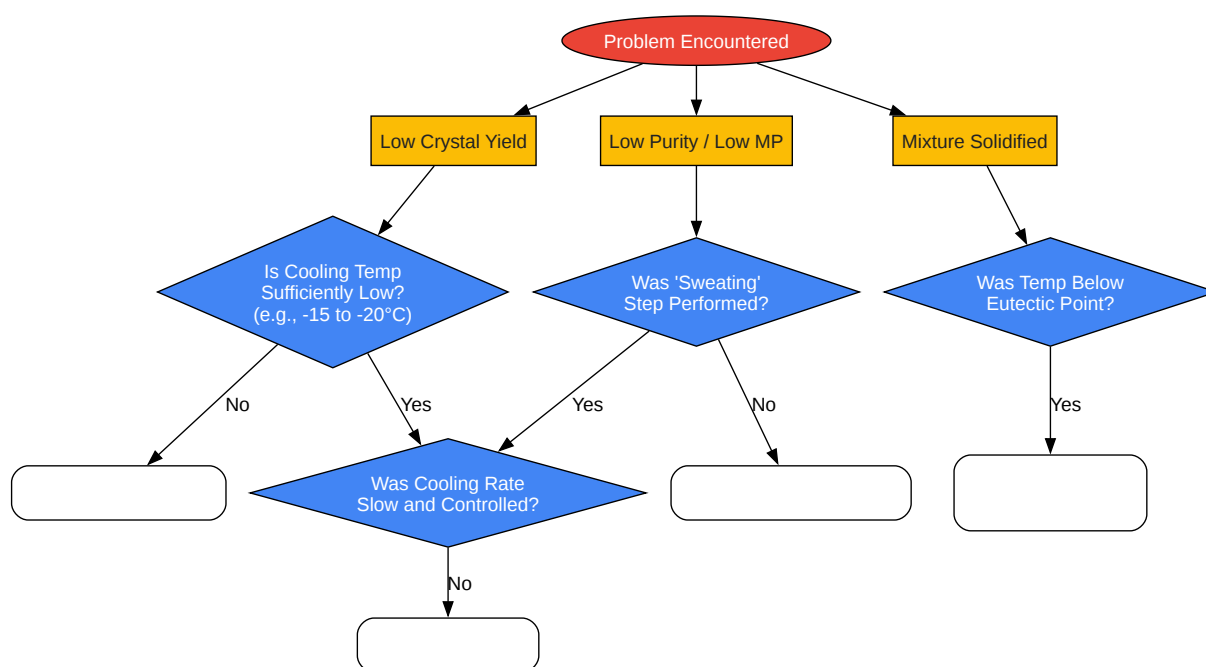 Problem Encountered
Low Crystal Yield
Low Purity / Low MP
Mixture Solidified
Is Cooling Temp
Sufficiently Low?
(e.g., -15 to -20°C)
Was 'Sweating'
Step Performed?
Was Temp Below
Eutectic Point?
No
Yes
Yes
No
Yes
Was Cooling Rate
Slow and Controlled?
No